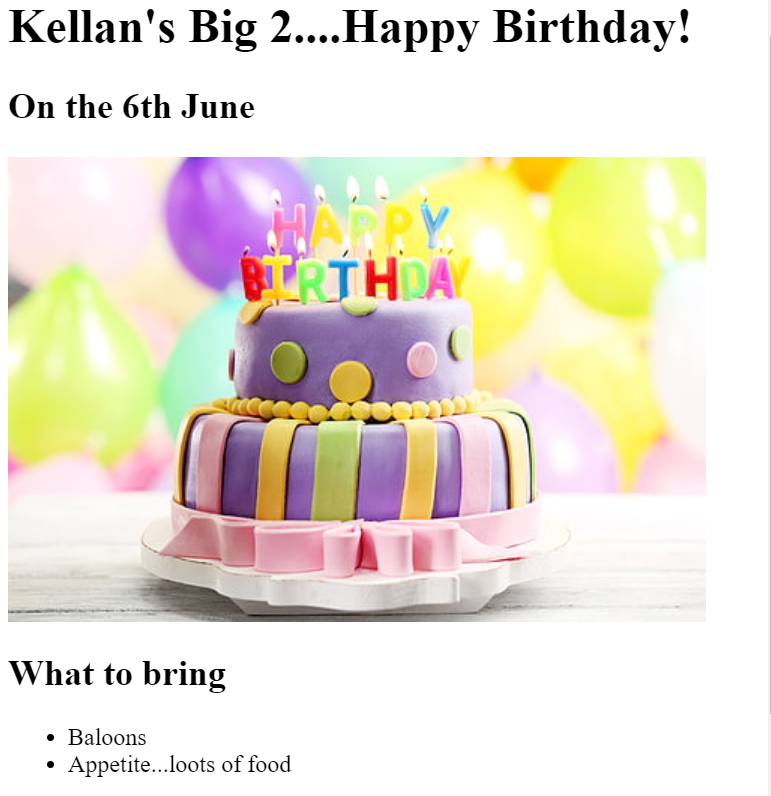 Kellan's Big 2....Happy Birthday!
On the 6th June
HAPPY
BIRTHDAY
What to bring
Baloons
Appetite...loots of food